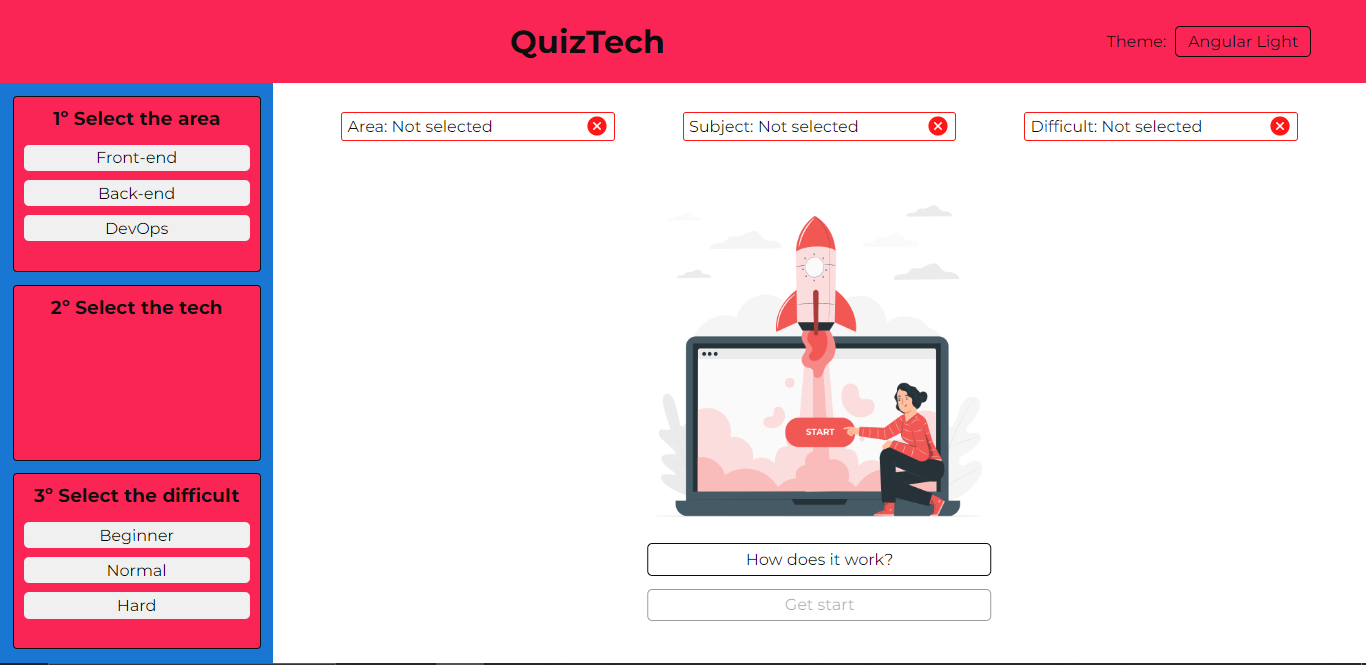 QuizTech
Theme: Angular Light
1º Select the area
Front-end
Back-end
DevOps
2º Select the tech
3º Select the difficult
Beginner
Normal
Hard
Area: Not selected
Subject: Not selected
Difficult: Not selected
START
How does it work?
Get start